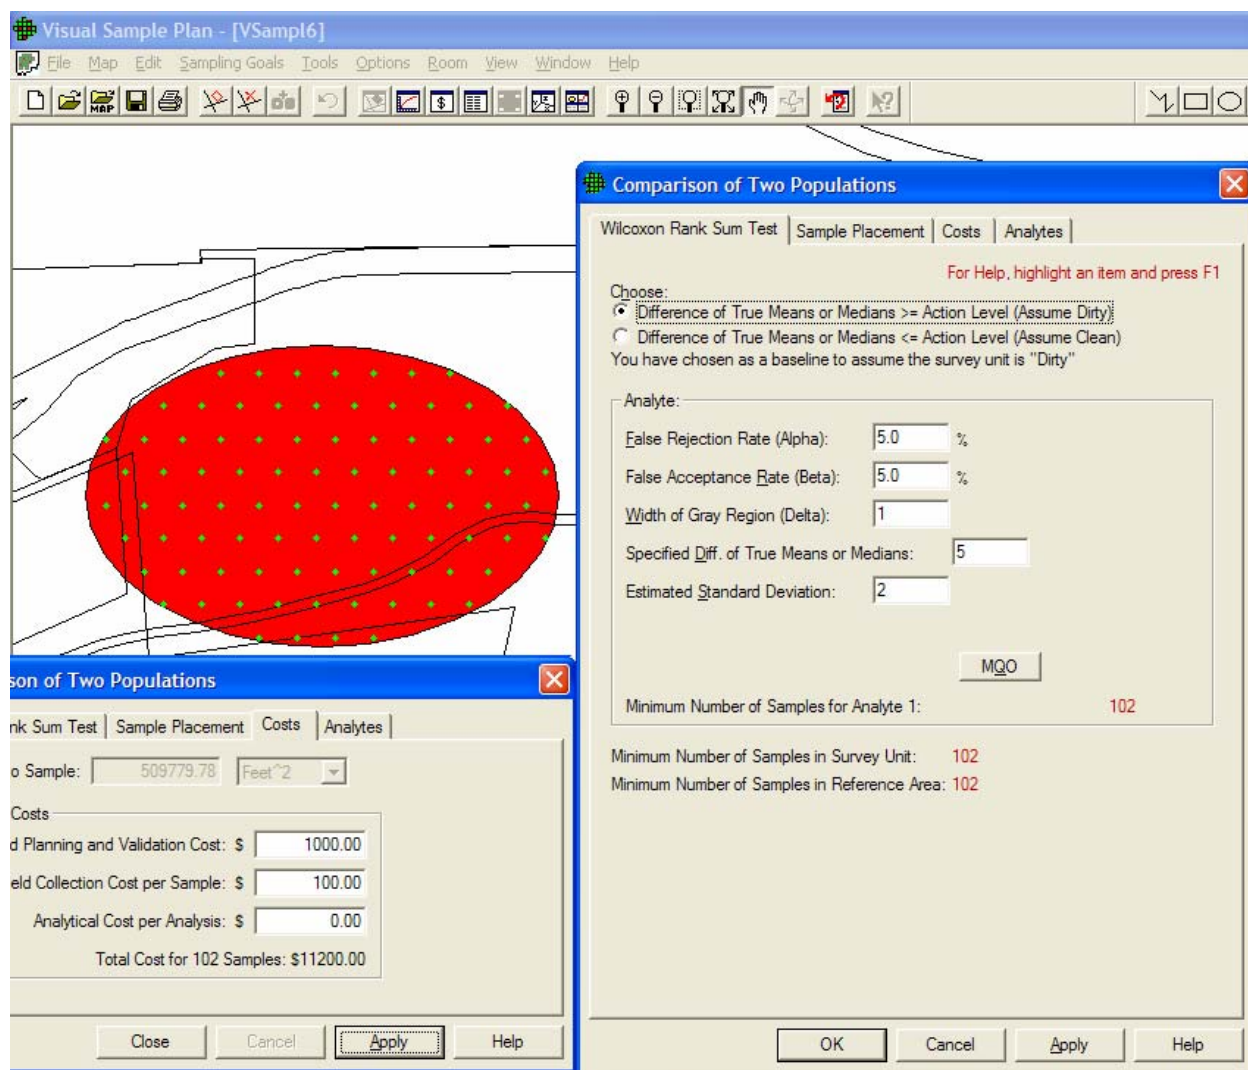 Visual Sample Plan - [VSampl6]
File Map Edit Sampling Goals Tools Options Room View Window Help
MAP
$
Comparison of Two Populations
Wilcoxon Rank Sum Test Sample Placement Costs Analytes
For Help, highlight an item and press F1
Choose:
Difference of True Means or Medians >= Action Level (Assume Dirty)
Difference of True Means or Medians <= Action Level (Assume Clean)
You have chosen as a baseline to assume the survey unit is "Dirty"
Analyte:
False Rejection Rate (Alpha): 5.0 %
False Acceptance Rate (Beta): 5.0 %
Width of Gray Region (Delta): 1
Specified Diff. of True Means or Medians: 5
Estimated Standard Deviation: 2
MQO
Minimum Number of Samples for Analyte 1: 102
Minimum Number of Samples in Survey Unit: 102
Minimum Number of Samples in Reference Area: 102
OK Cancel Apply Help
son of Two Populations
nk Sum Test Sample Placement Costs Analytes
o Sample: 509779.78 Feet^2
Costs
d Planning and Validation Cost: $ 1000.00
eld Collection Cost per Sample: $ 100.00
Analytical Cost per Analysis: $ 0.00
Total Cost for 102 Samples: $11200.00
Close Cancel Apply Help